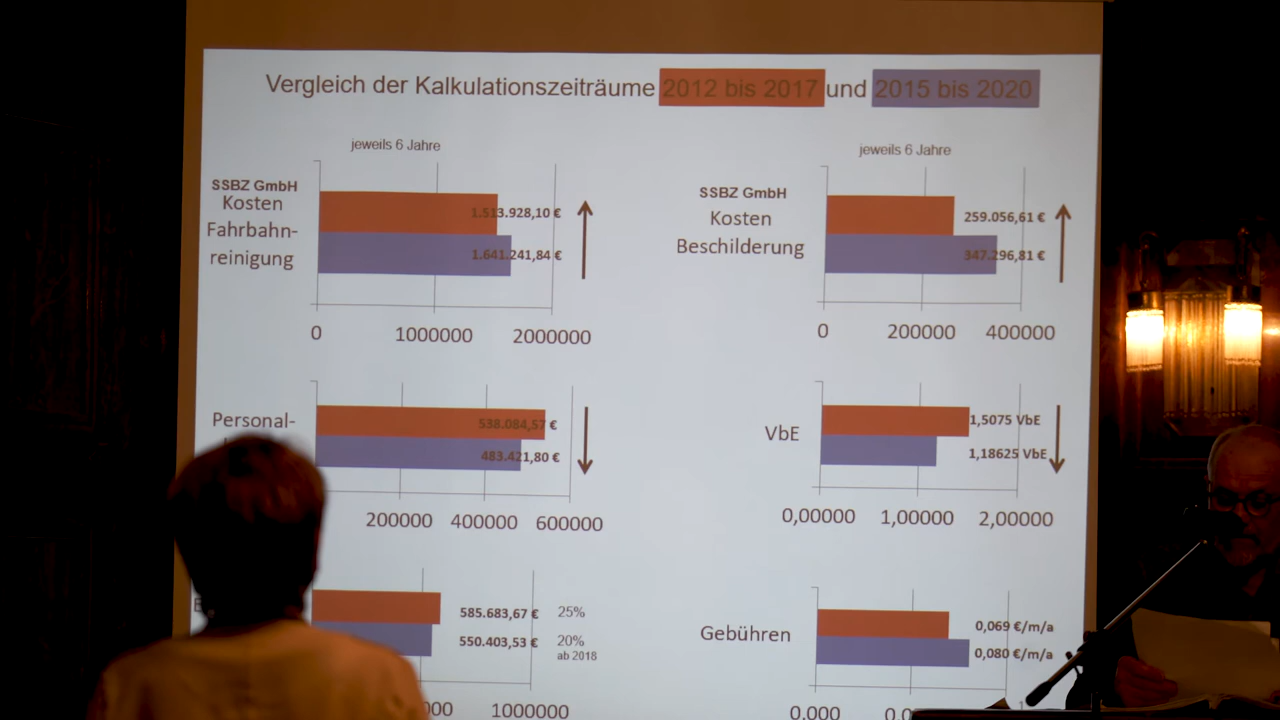 Vergleich der Kalkulationszeiträume 2012 bis 2017 und 2015 bis 2020
jeweils 6 Jahre
SSBZ GmbH
Kosten
Fahrbahn-
reinigung
1.513.928,10 €
1.641.241,84 €
0 1000000 2000000
jeweils 6 Jahre
SSBZ GmbH
Kosten
Beschilderung
259.056,61 €
347.296,81 €
0 200000 400000
Personal-
538.084,57 €
483.421,80 €
200000 400000 600000
VbE
1,5075 VbE
1,18625 VbE
0,00000 1,00000 2,00000
585.683,67 € 25%
550.403,53 € 20%
ab 2018
1000000
Gebühren
0,069 €/m/a
0,080 €/m/a
0,000